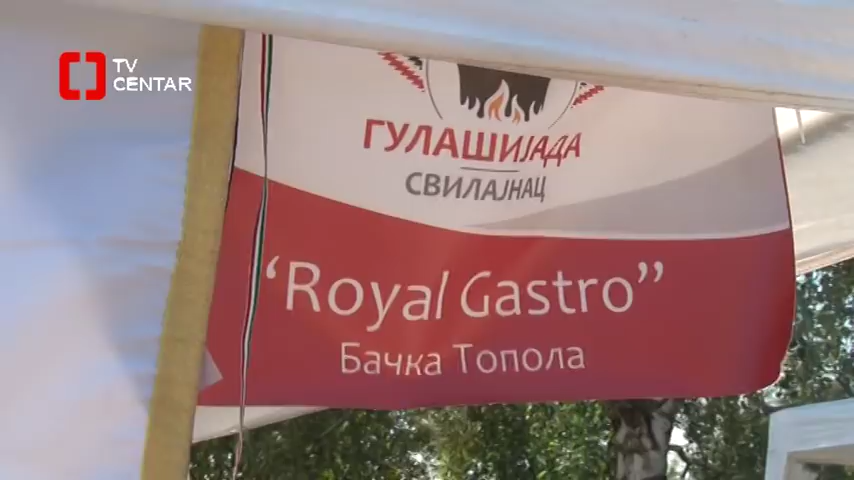 TV
CENTAR
ГУЛАШИЈАДА
СВИЛАЈНАЦ
‘Royal Gastro”
Бачка Топола